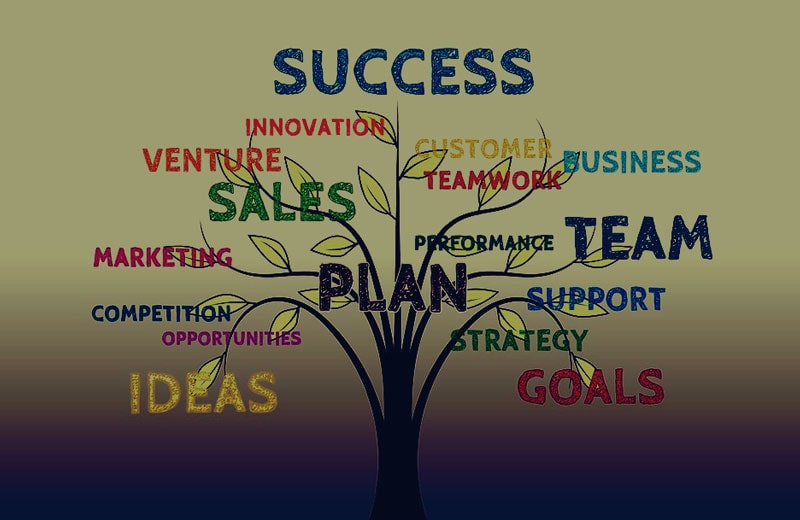 SUCCESS
INNOVATION
CUSTOMER
VENTURE
BUSINESS
TEAMWORK
SALES
TEAM
PERFORMANCE
MARKETING
PLAN
SUPPORT
COMPETITION
OPPORTUNITIES
STRATEGY
IDEAS
GOALS